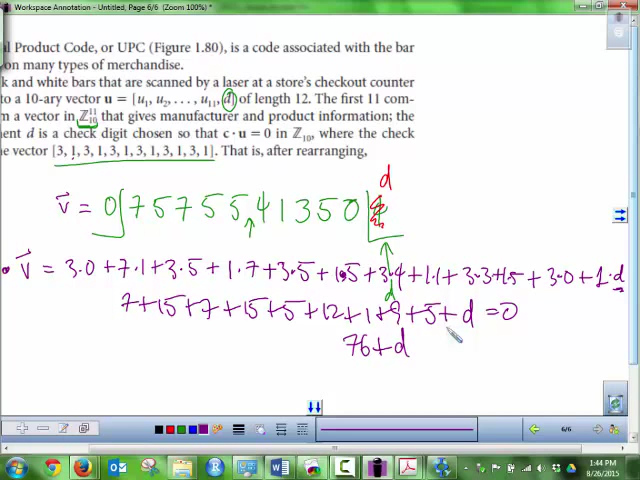 Workspace Annotation - Untitled, Page 6/6 (Zoom 100%) *
al Product Code, or UPC (Figure 1.80), is a code associated with the bar
on many types of merchandise.
k and white bars that are scanned by a laser at a store's checkout counter
to a 10-ary vector u = [u₁, u₂, . . . , u₁₁, d] of length 12. The first 11 com-
m a vector in ℤ₁₀¹¹ that gives manufacturer and product information; the
nent d is a check digit chosen so that c · u = 0 in ℤ₁₀, where the check
he vector [3, 1, 3, 1, 3, 1, 3, 1, 3, 1, 3, 1]. That is, after rearranging,
d
v⃗ = 0 7 5 7 5 5 5 4 1 3 5 0
• v⃗ = 3·0+7·1+3·5+1·7+3·5+1·5+3·4+1·1+3·3+1·5+3·0+1·d
d
7+15+7+15+5+12+1+9+5+d =0
76+d
6/6
1:44 PM
8/26/2015